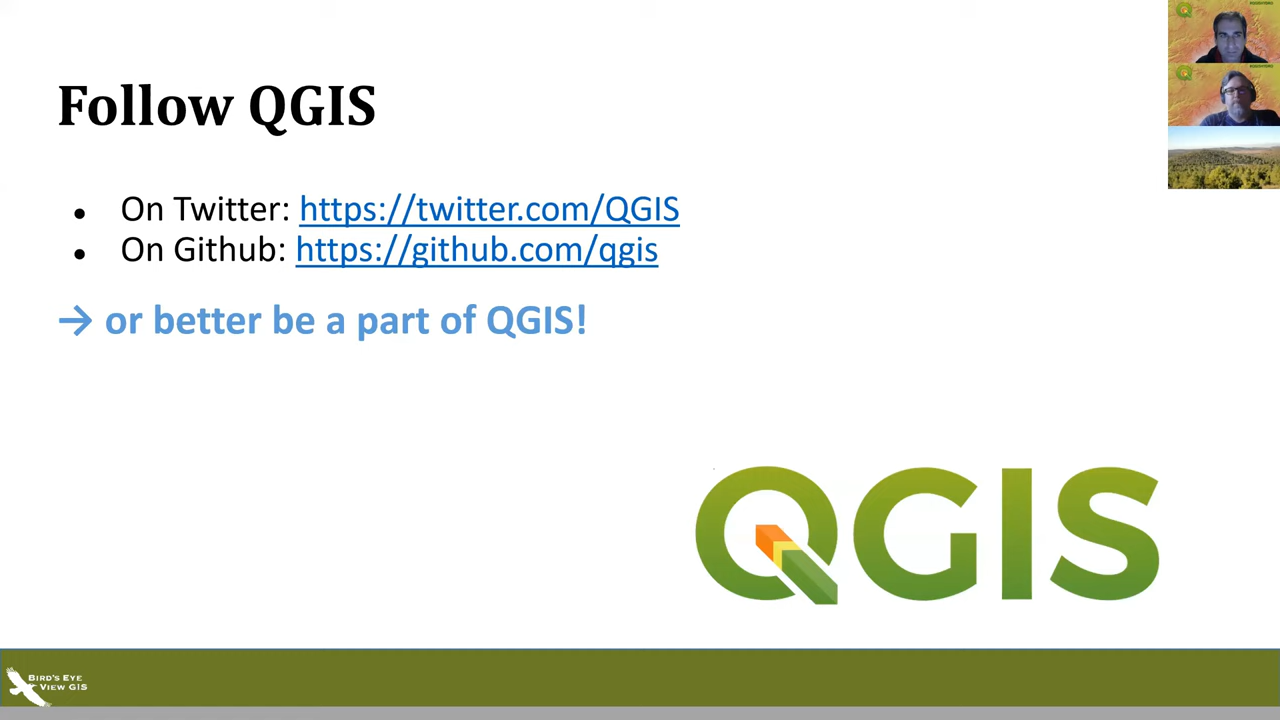 Follow QGIS
● On Twitter: https://twitter.com/QGIS
● On Github: https://github.com/qgis
→ or better be a part of QGIS!
QGIS
BIRD'S EYE
VIEW GIS